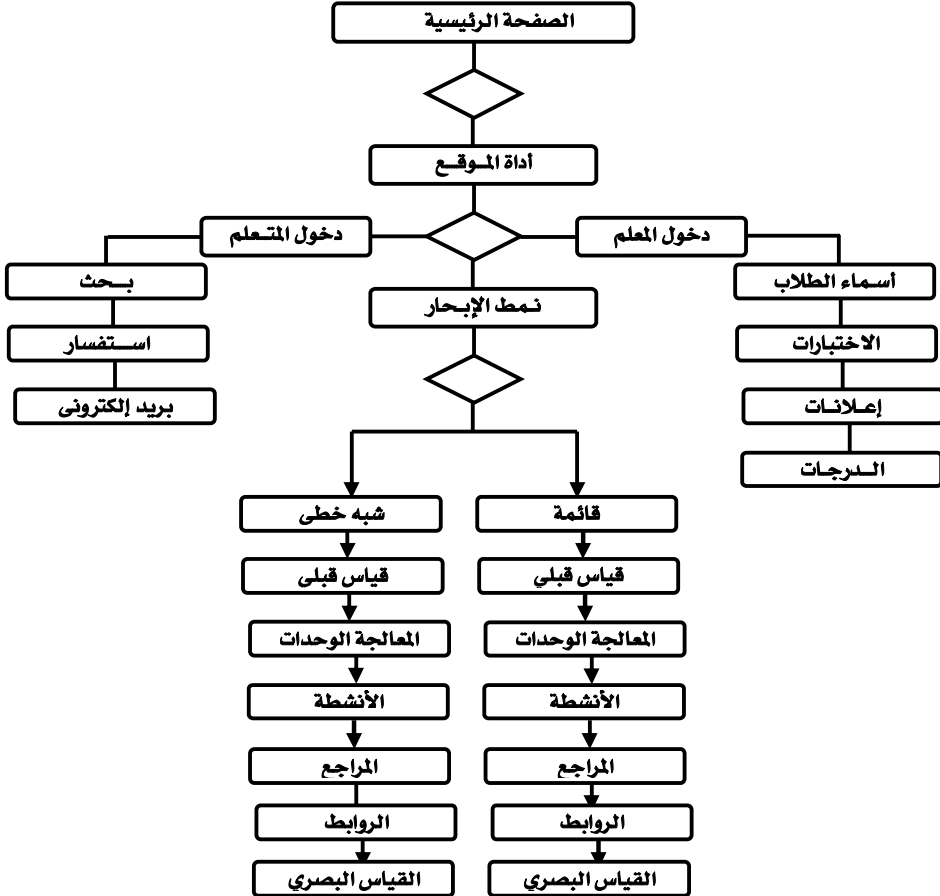 الصفحة الرئيسية
أداة الموقع
دخول المعلم
دخول المتعلم
أسماء الطلاب
بحث
نمط الإبحار
الاختبارات
استفسار
إعلانات
بريد إلكترونى
الدرجات
قائمة
شبه خطى
قياس قبلي
قياس قبلى
المعالجة الوحدات
المعالجة الوحدات
الأنشطة
الأنشطة
المراجع
المراجع
الروابط
الروابط
القياس البصري
القياس البصري